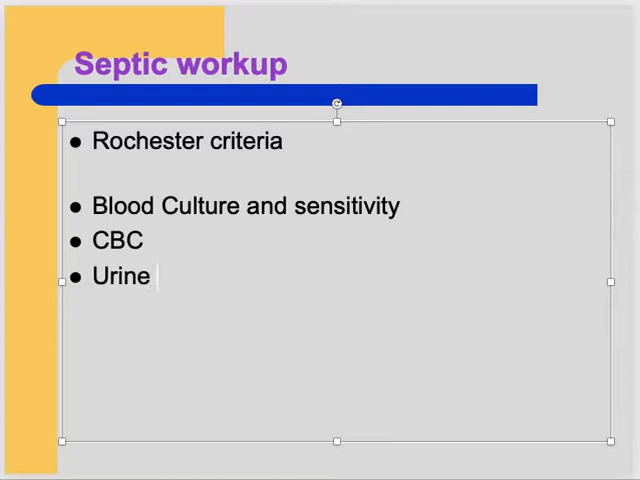 Septic workup
Rochester criteria
Blood Culture and sensitivity
CBC
Urine